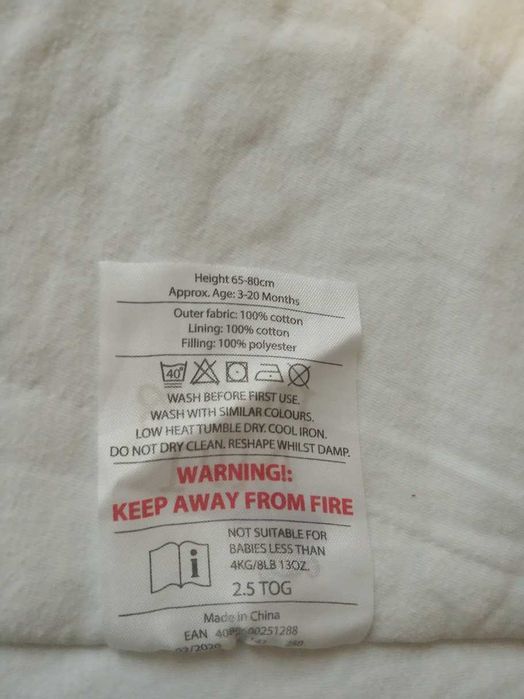 Height 65-80cm
Approx. Age: 3-20 Months
Outer fabric: 100% cotton
Lining: 100% cotton
Filling: 100% polyester
40°
WASH BEFORE FIRST USE.
WASH WITH SIMILAR COLOURS.
LOW HEAT TUMBLE DRY. COOL IRON.
DO NOT DRY CLEAN. RESHAPE WHILST DAMP.
WARNING!:
KEEP AWAY FROM FIRE
NOT SUITABLE FOR
BABIES LESS THAN
i
4KG/8LB 13OZ.
2.5 TOG
Made in China
EAN